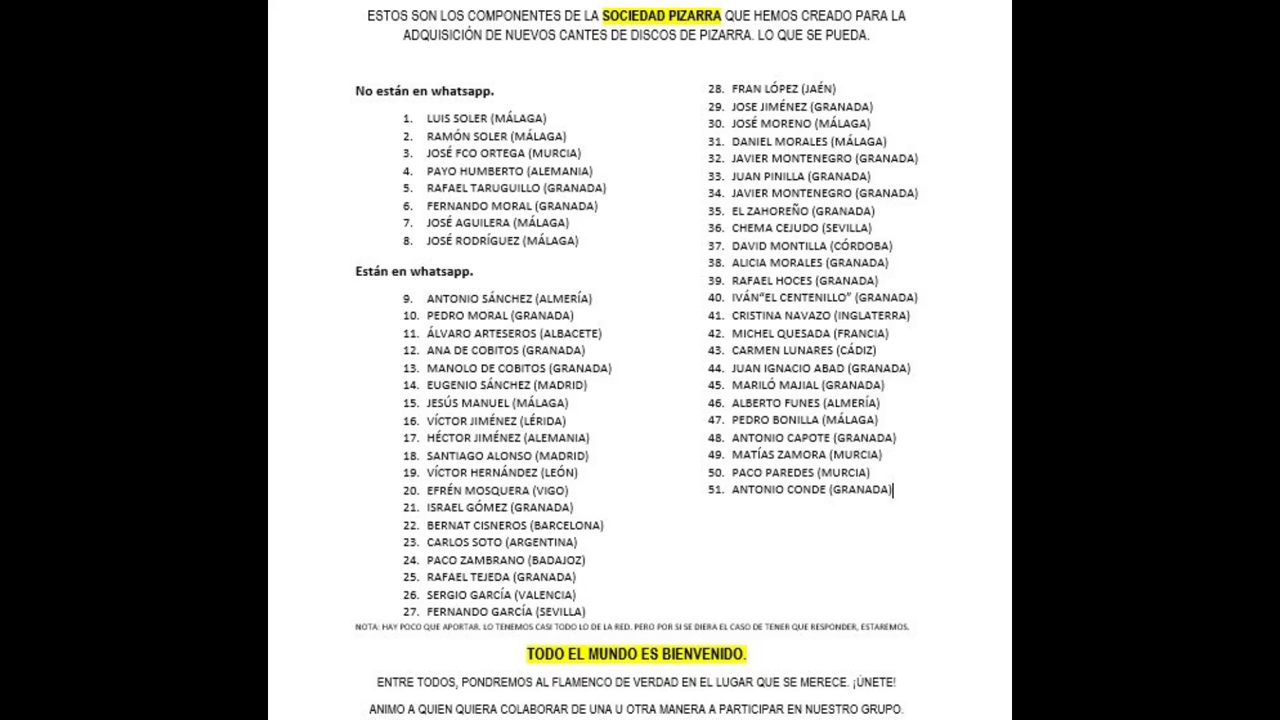 ESTOS SON LOS COMPONENTES DE LA SOCIEDAD PIZARRA QUE HEMOS CREADO PARA LA
ADQUISICIÓN DE NUEVOS CANTES DE DISCOS DE PIZARRA. LO QUE SE PUEDA.
No están en whatsapp.
1. LUIS SOLER (MÁLAGA)
2. RAMÓN SOLER (MÁLAGA)
3. JOSÉ FCO ORTEGA (MURCIA)
4. PAYO HUMBERTO (ALEMANIA)
5. RAFAEL TARUGUILLO (GRANADA)
6. FERNANDO MORAL (GRANADA)
7. JOSÉ AGUILERA (MÁLAGA)
8. JOSÉ RODRÍGUEZ (MÁLAGA)
Están en whatsapp.
9. ANTONIO SÁNCHEZ (ALMERÍA)
10. PEDRO MORAL (GRANADA)
11. ÁLVARO ARTESEROS (ALBACETE)
12. ANA DE COBITOS (GRANADA)
13. MANOLO DE COBITOS (GRANADA)
14. EUGENIO SÁNCHEZ (MADRID)
15. JESÚS MANUEL (MÁLAGA)
16. VÍCTOR JIMÉNEZ (LÉRIDA)
17. HÉCTOR JIMÉNEZ (ALEMANIA)
18. SANTIAGO ALONSO (MADRID)
19. VÍCTOR HERNÁNDEZ (LEÓN)
20. EFRÉN MOSQUERA (VIGO)
21. ISRAEL GÓMEZ (GRANADA)
22. BERNAT CISNEROS (BARCELONA)
23. CARLOS SOTO (ARGENTINA)
24. PACO ZAMBRANO (BADAJOZ)
25. RAFAEL TEJEDA (GRANADA)
26. SERGIO GARCÍA (VALENCIA)
27. FERNANDO GARCÍA (SEVILLA)
28. FRAN LÓPEZ (JAÉN)
29. JOSE JIMÉNEZ (GRANADA)
30. JOSÉ MORENO (MÁLAGA)
31. DANIEL MORALES (MÁLAGA)
32. JAVIER MONTENEGRO (GRANADA)
33. JUAN PINILLA (GRANADA)
34. JAVIER MONTENEGRO (GRANADA)
35. EL ZAHOREÑO (GRANADA)
36. CHEMA CEJUDO (SEVILLA)
37. DAVID MONTILLA (CÓRDOBA)
38. ALICIA MORALES (GRANADA)
39. RAFAEL HOCES (GRANADA)
40. IVÁN“EL CENTENILLO” (GRANADA)
41. CRISTINA NAVAZO (INGLATERRA)
42. MICHEL QUESADA (FRANCIA)
43. CARMEN LUNARES (CÁDIZ)
44. JUAN IGNACIO ABAD (GRANADA)
45. MARILÓ MAJIAL (GRANADA)
46. ALBERTO FUNES (ALMERÍA)
47. PEDRO BONILLA (MÁLAGA)
48. ANTONIO CAPOTE (GRANADA)
49. MATÍAS ZAMORA (MURCIA)
50. PACO PAREDES (MURCIA)
51. ANTONIO CONDE (GRANADA)
NOTA: HAY POCO QUE APORTAR. LO TENEMOS CASI TODO LO DE LA RED. PERO POR SI SE DIERA EL CASO DE TENER QUE RESPONDER, ESTAREMOS.
TODO EL MUNDO ES BIENVENIDO.
ENTRE TODOS, PONDREMOS AL FLAMENCO DE VERDAD EN EL LUGAR QUE SE MERECE. ¡ÚNETE!
ANIMO A QUIEN QUIERA COLABORAR DE UNA U OTRA MANERA A PARTICIPAR EN NUESTRO GRUPO.